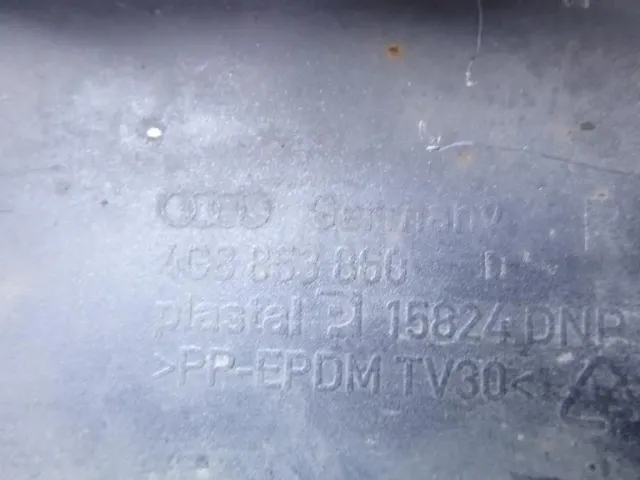 Germany
4G8 853 860
plastal 15824 DNP
>PP-EPDM TV30<